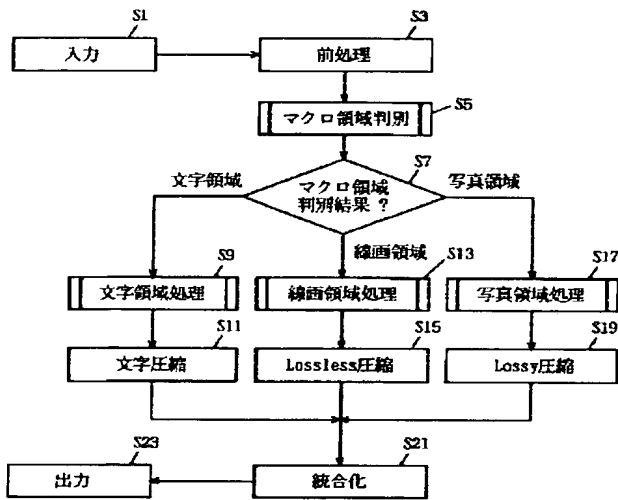 S1
S3
入力
前処理
S5
マクロ領域判別
S7
文字領域
マクロ領域
判別結果 ?
写真領域
線画領域
S9
S13
S17
文字領域処理
線画領域処理
写真領域処理
S11
S15
S19
文字圧縮
Lossless圧縮
Lossy圧縮
S23
S21
出力
統合化